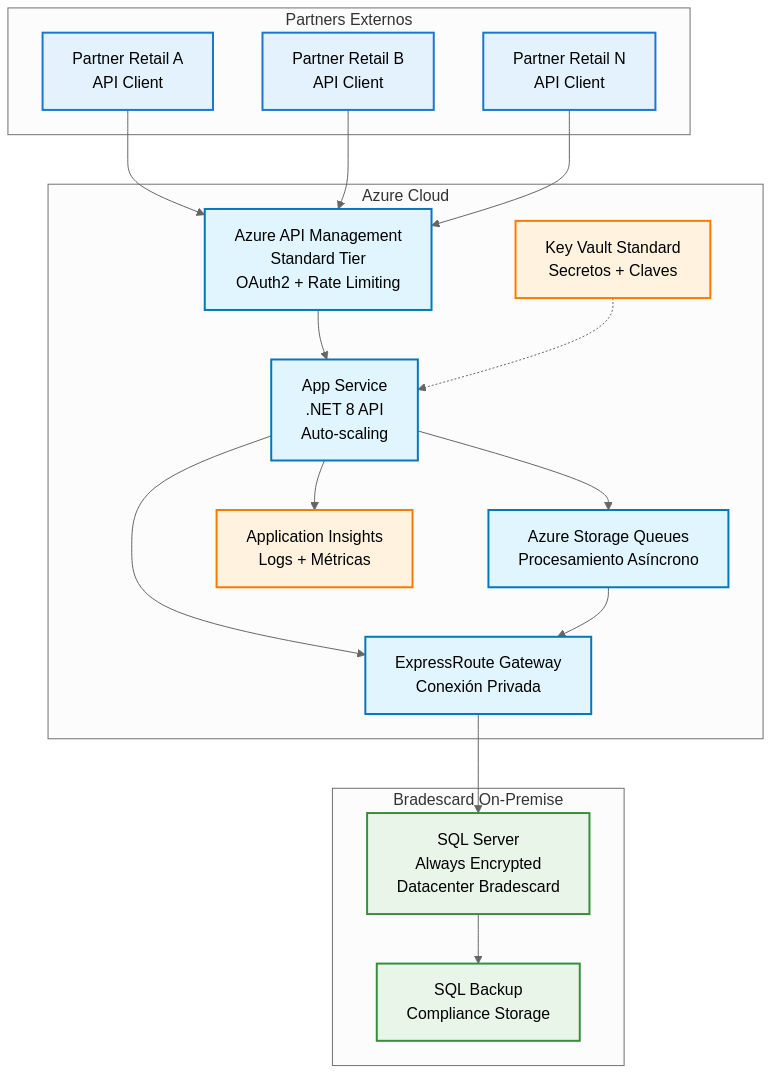 Partners Externos
Partner Retail A
API Client
Partner Retail B
API Client
Partner Retail N
API Client
Azure Cloud
Azure API Management
Standard Tier
OAuth2 + Rate Limiting
Key Vault Standard
Secretos + Claves
App Service
.NET 8 API
Auto-scaling
Application Insights
Logs + Métricas
Azure Storage Queues
Procesamiento Asíncrono
ExpressRoute Gateway
Conexión Privada
Bradescard On-Premise
SQL Server
Always Encrypted
Datacenter Bradescard
SQL Backup
Compliance Storage